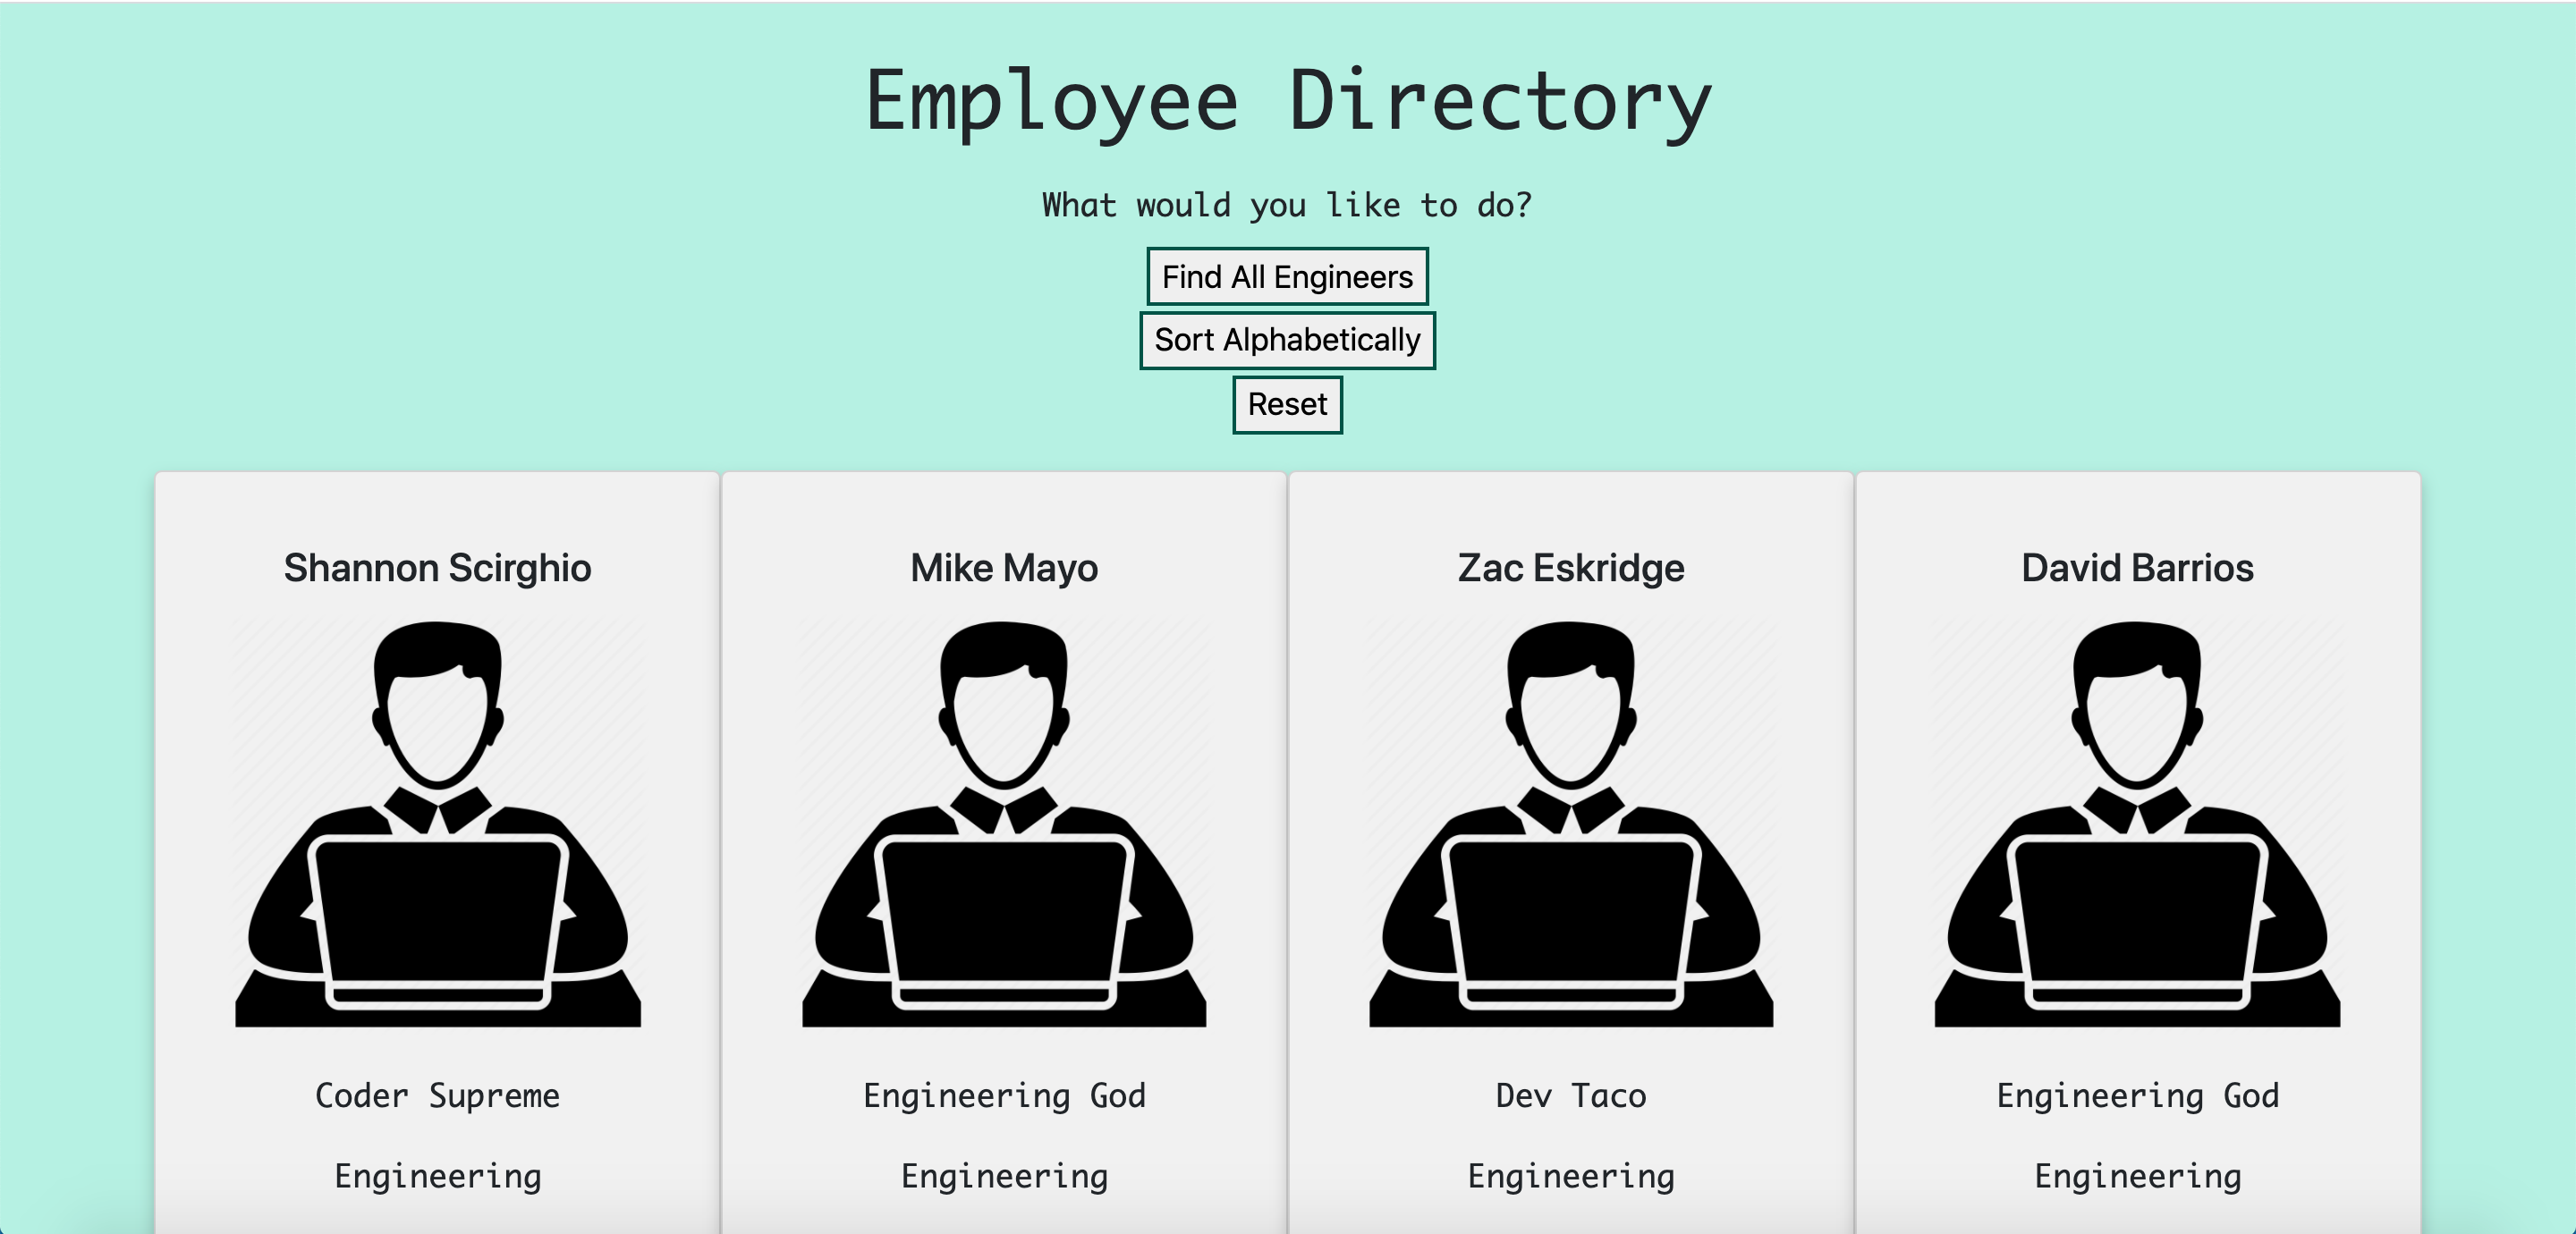 Employee Directory
What would you like to do?
Find All Engineers
Sort Alphabetically
Reset
Shannon Scirghio
Mike Mayo
Zac Eskridge
David Barrios
Coder Supreme
Engineering God
Dev Taco
Engineering God
Engineering
Engineering
Engineering
Engineering